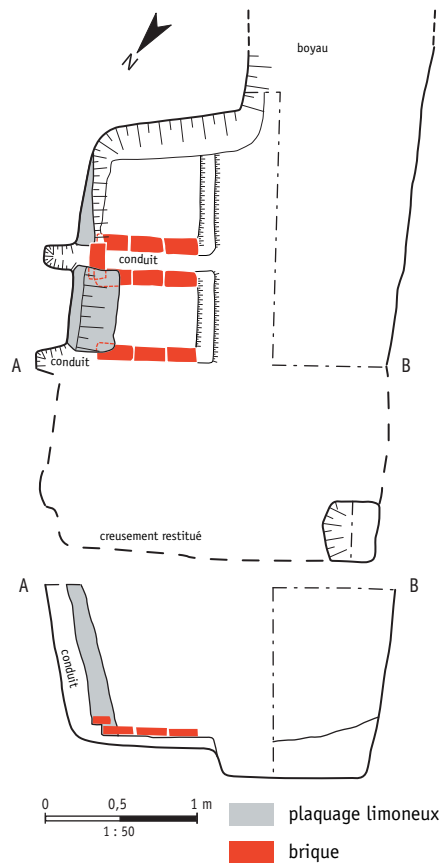 N
boyau
conduit
conduit
A
B
creusement restitué
A
B
conduit
0 0,5 1 m
1 : 50
plaquage limoneux
brique